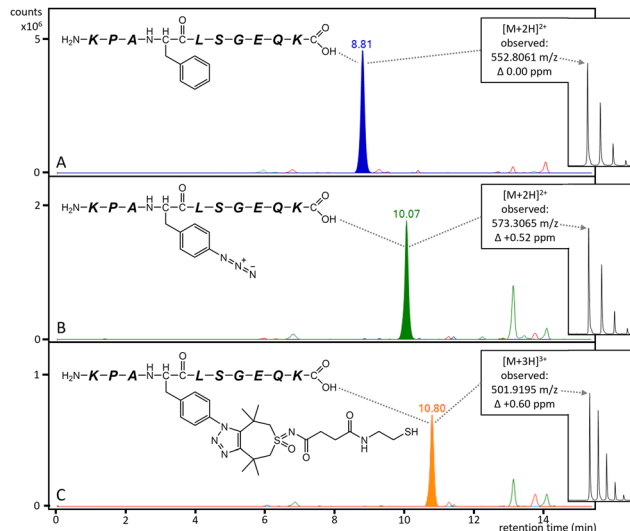 counts
x10⁶
5
0
H₂N K P A H N H C O L S G E Q K C O OH
8.81
[M+2H]²⁺
observed:
552.8061 m/z
Δ 0.00 ppm
A
2
0
H₂N K P A H N H C O L S G E Q K C O OH
N N⁺ N⁻
10.07
[M+2H]²⁺
observed:
573.3065 m/z
Δ +0.52 ppm
B
1
0
H₂N K P A H N H C O L S G E Q K C O OH
N N N S O N O O N H SH
10.80
[M+3H]³⁺
observed:
501.9195 m/z
Δ +0.60 ppm
C
0 2 4 6 8 10 12 14
retention time (min)